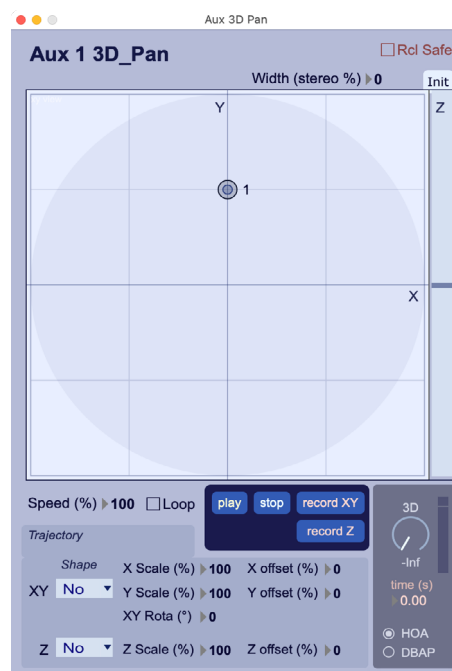 Aux 3D Pan
Aux 1 3D_Pan
Rcl Safe
Width (stereo %) 0
Init
Y
Z
1
X
Speed (%) 100 Loop
play stop record XY
record Z
3D
-Inf
time (s)
0.00
HOA
DBAP
Trajectory
Shape
X Scale (%) 100 X offset (%) 0
XY No Y Scale (%) 100 Y offset (%) 0
XY Rota (°) 0
Z No Z Scale (%) 100 Z offset (%) 0